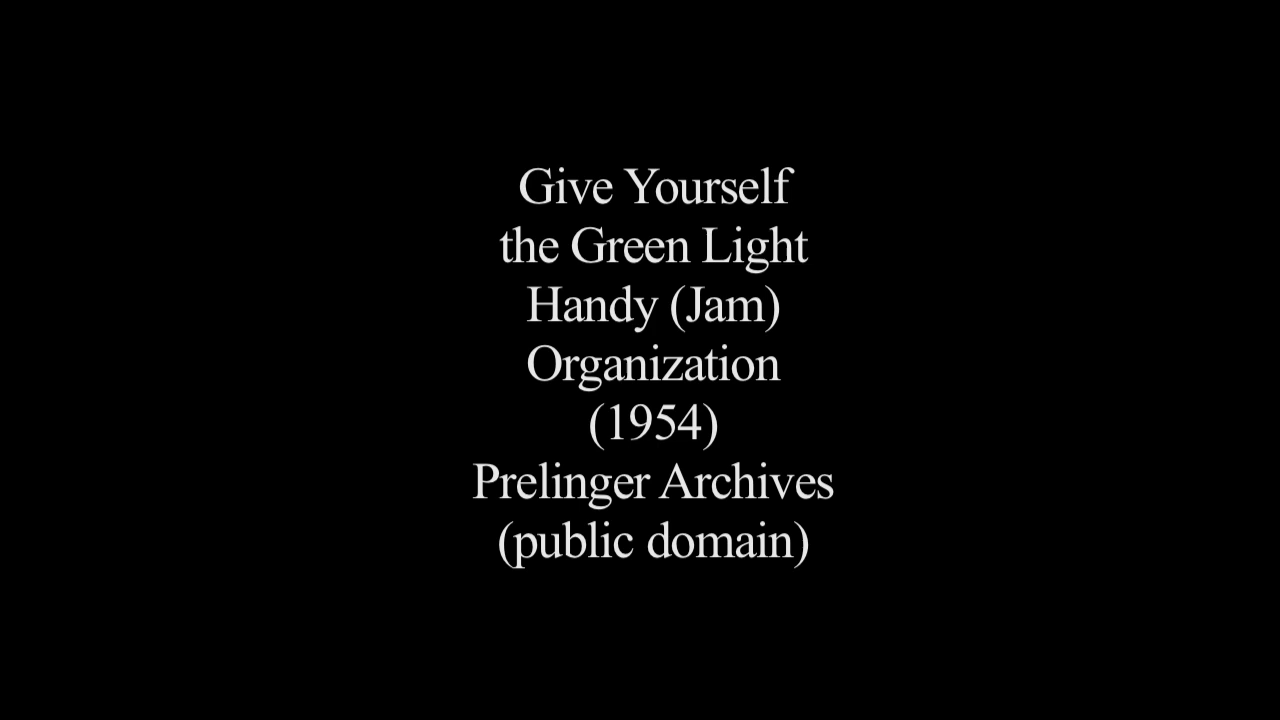 Give Yourself
the Green Light
Handy (Jam)
Organization
(1954)
Prelinger Archives
(public domain)